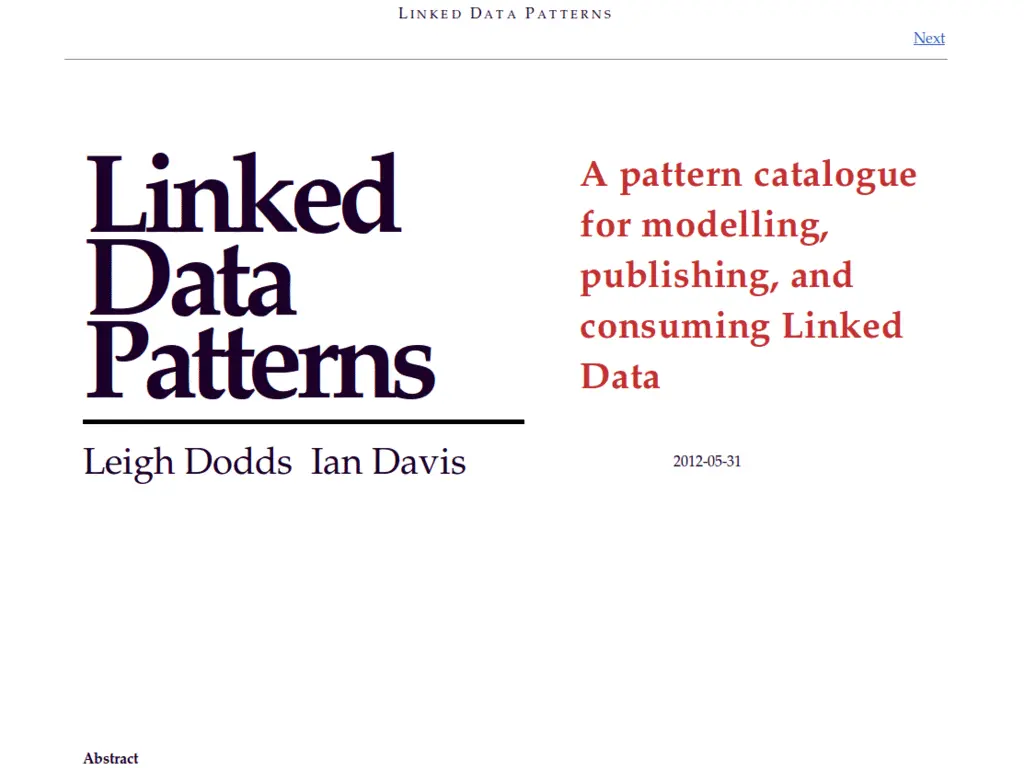 LINKED DATA PATTERNS
Next
Linked
Data
Patterns
Leigh Dodds Ian Davis
A pattern catalogue
for modelling,
publishing, and
consuming Linked
Data
2012-05-31
Abstract